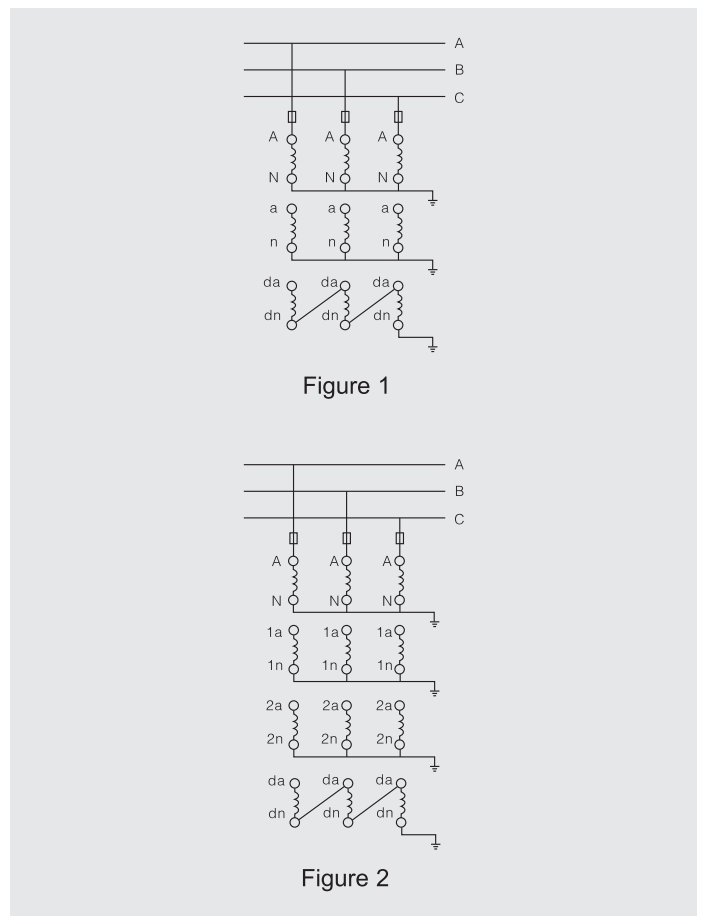 A
B
C
A A A
N N N
a a a
n n n
da da da
dn dn dn
Figure 1
A
B
C
A A A
N N N
1a 1a 1a
1n 1n 1n
2a 2a 2a
2n 2n 2n
da da da
dn dn dn
Figure 2